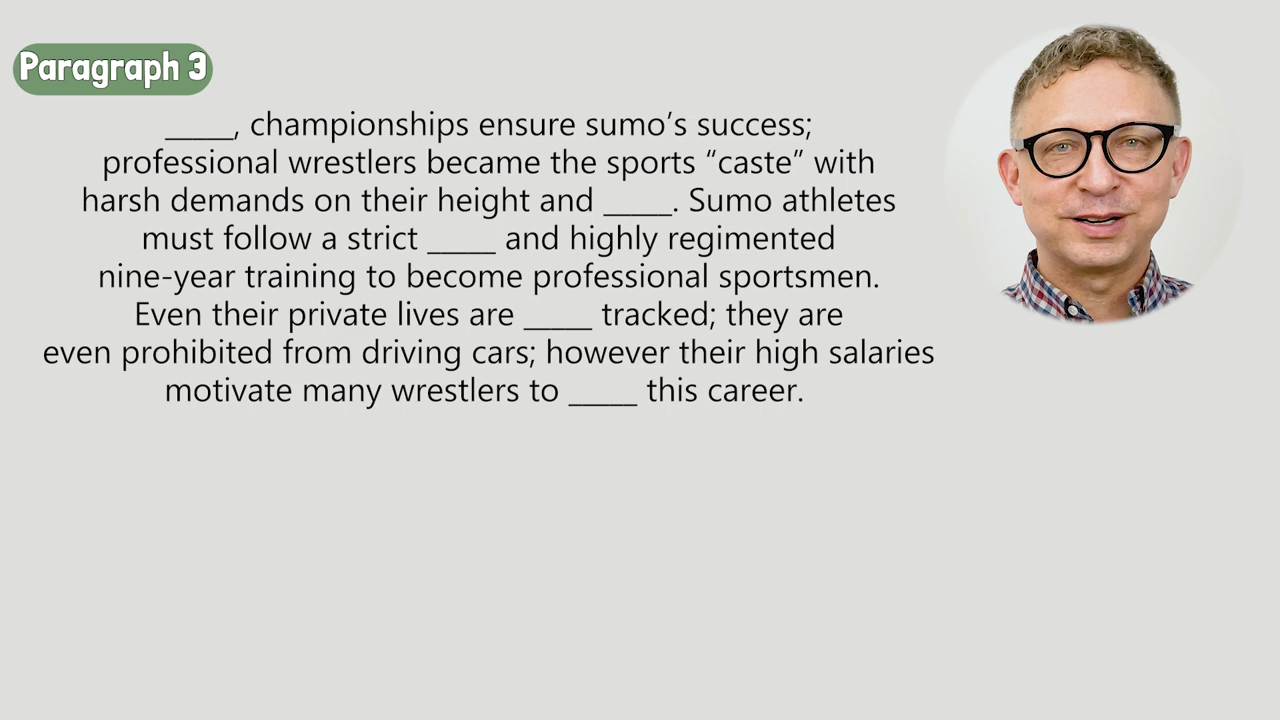 Paragraph 3
_____, championships ensure sumo’s success;
professional wrestlers became the sports “caste” with
harsh demands on their height and _____. Sumo athletes
must follow a strict _____ and highly regimented
nine-year training to become professional sportsmen.
Even their private lives are _____ tracked; they are
even prohibited from driving cars; however their high salaries
motivate many wrestlers to _____ this career.